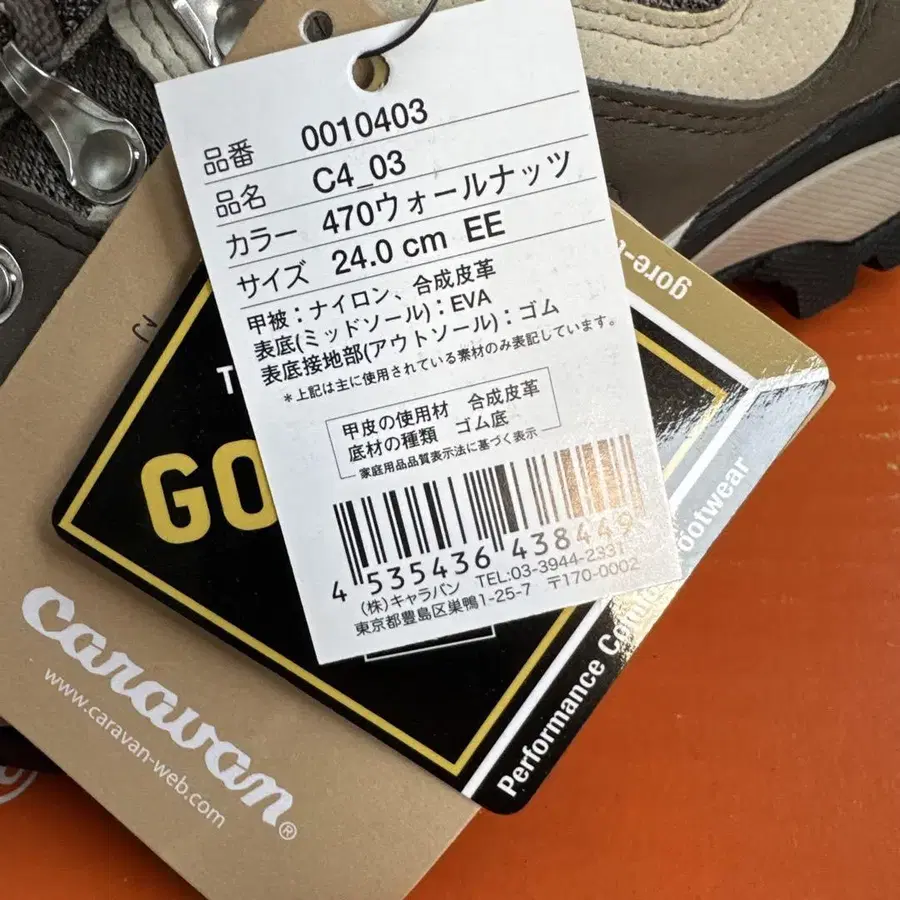 品番 0010403
品名 C4_03
カラー 470ウォールナッツ
サイズ 24.0 cm EE
甲被：ナイロン、合成皮革
表底(ミッドソール)：EVA
表底接地部(アウトソール)：ゴム
＊上記は主に使用されている素材のみ表記しています。
甲皮の使用材 合成皮革
底材の種類 ゴム底
家庭用品品質表示法に基づく表示
4 535436 438449
(株)キャラバン TEL:03-3944-2331
東京都豊島区巣鴨1-25-7 〒170-0002
GO
gore-
Performance Comfort Footwear
caravan®
www.caravan-web.com